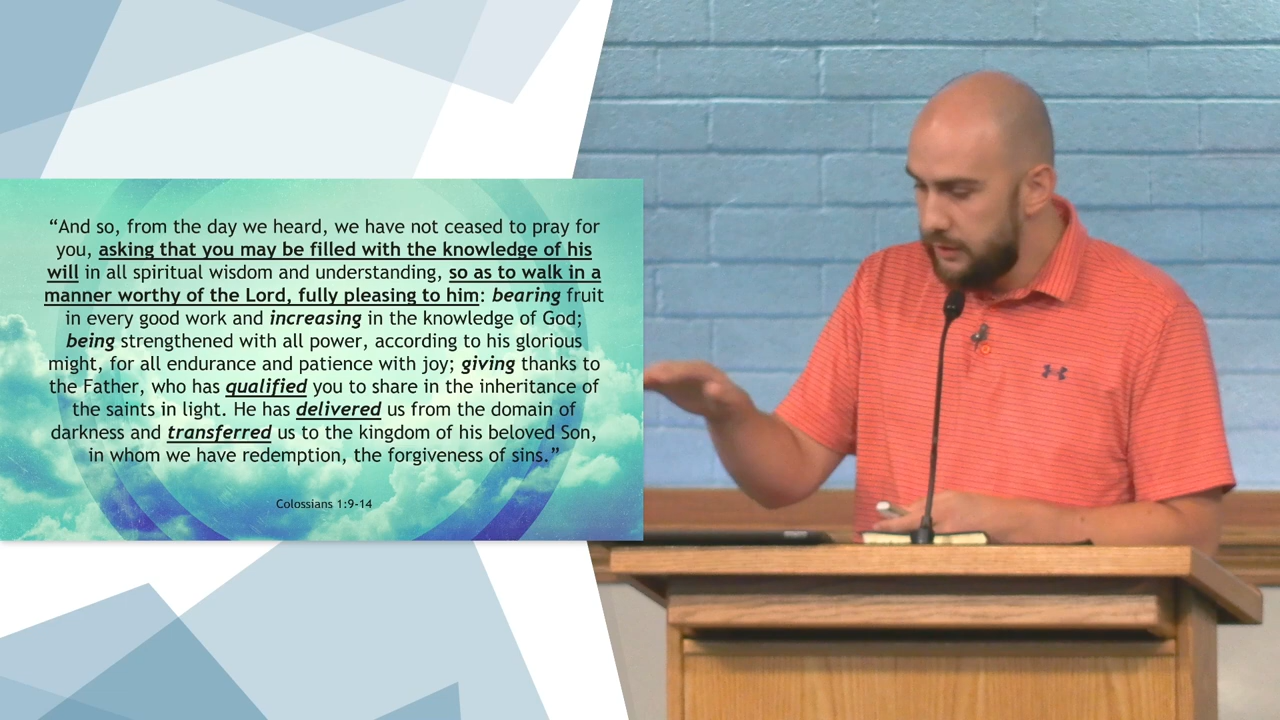 “And so, from the day we heard, we have not ceased to pray for
you, asking that you may be filled with the knowledge of his
will in all spiritual wisdom and understanding, so as to walk in a
manner worthy of the Lord, fully pleasing to him: bearing fruit
in every good work and increasing in the knowledge of God;
being strengthened with all power, according to his glorious
might, for all endurance and patience with joy; giving thanks to
the Father, who has qualified you to share in the inheritance of
the saints in light. He has delivered us from the domain of
darkness and transferred us to the kingdom of his beloved Son,
in whom we have redemption, the forgiveness of sins.”
Colossians 1:9-14